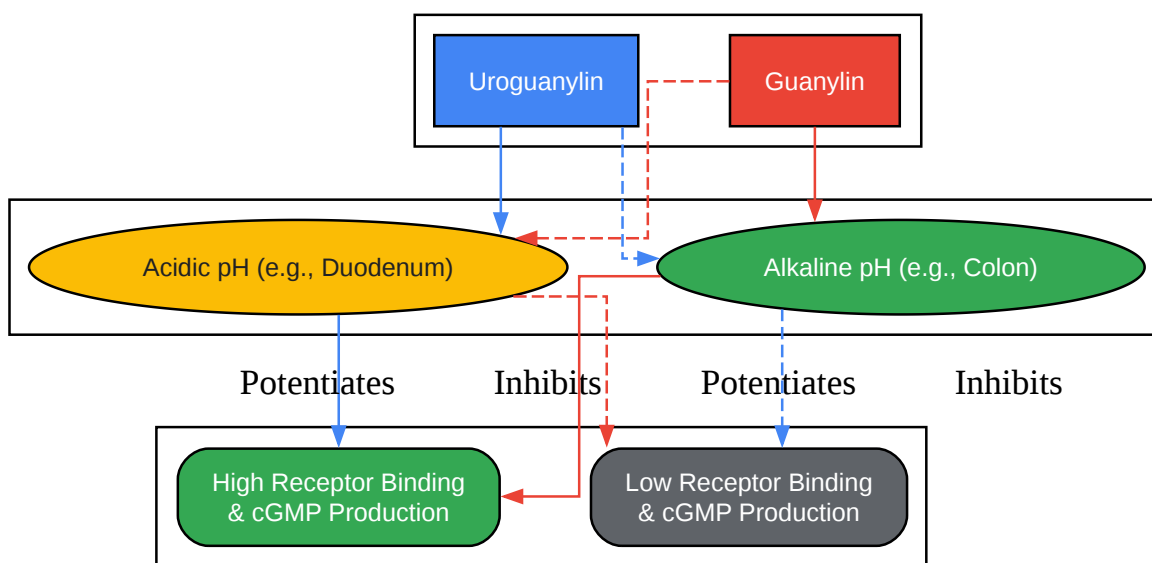 Uroguanylin
Guanylin
Acidic pH (e.g., Duodenum)
Alkaline pH (e.g., Colon)
Potentiates
Inhibits
Potentiates
Inhibits
High Receptor Binding
& cGMP Production
Low Receptor Binding
& cGMP Production